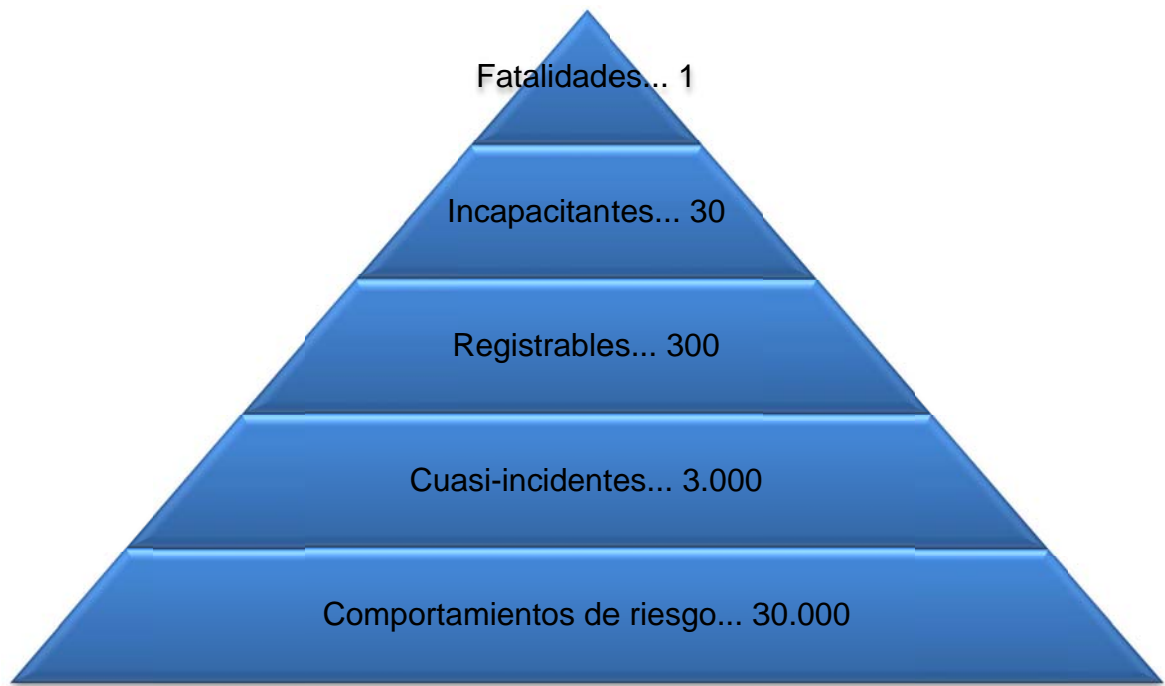 Fatalidades... 1
Incapacitantes... 30
Registrables... 300
Cuasi-incidentes... 3.000
Comportamientos de riesgo... 30.000